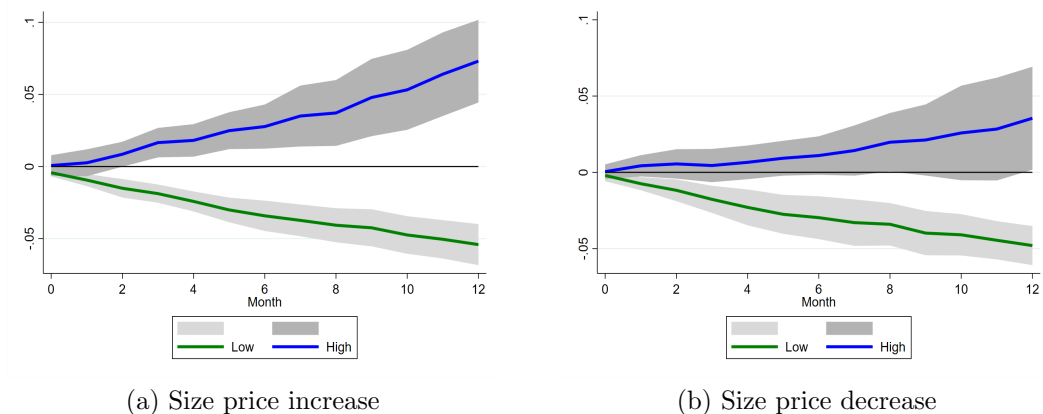 .1
.05
0
-.05
0 2 4 6 8 10 12
Month
Low High
(a) Size price increase
.1
.05
0
-.05
0 2 4 6 8 10 12
Month
Low High
(b) Size price decrease